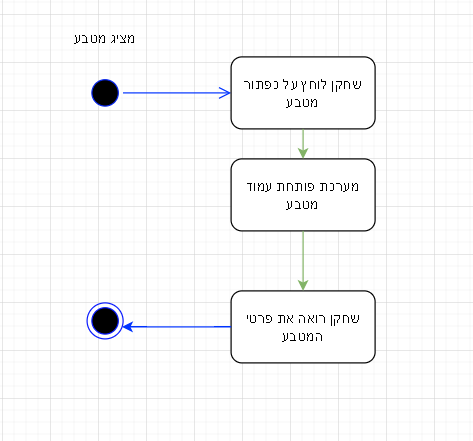 מציג מטבע
שחקן לוחץ על כפתור
מטבע
מערכת פותחת עמוד
מטבע
שחקן רואה את פרטי
המטבע